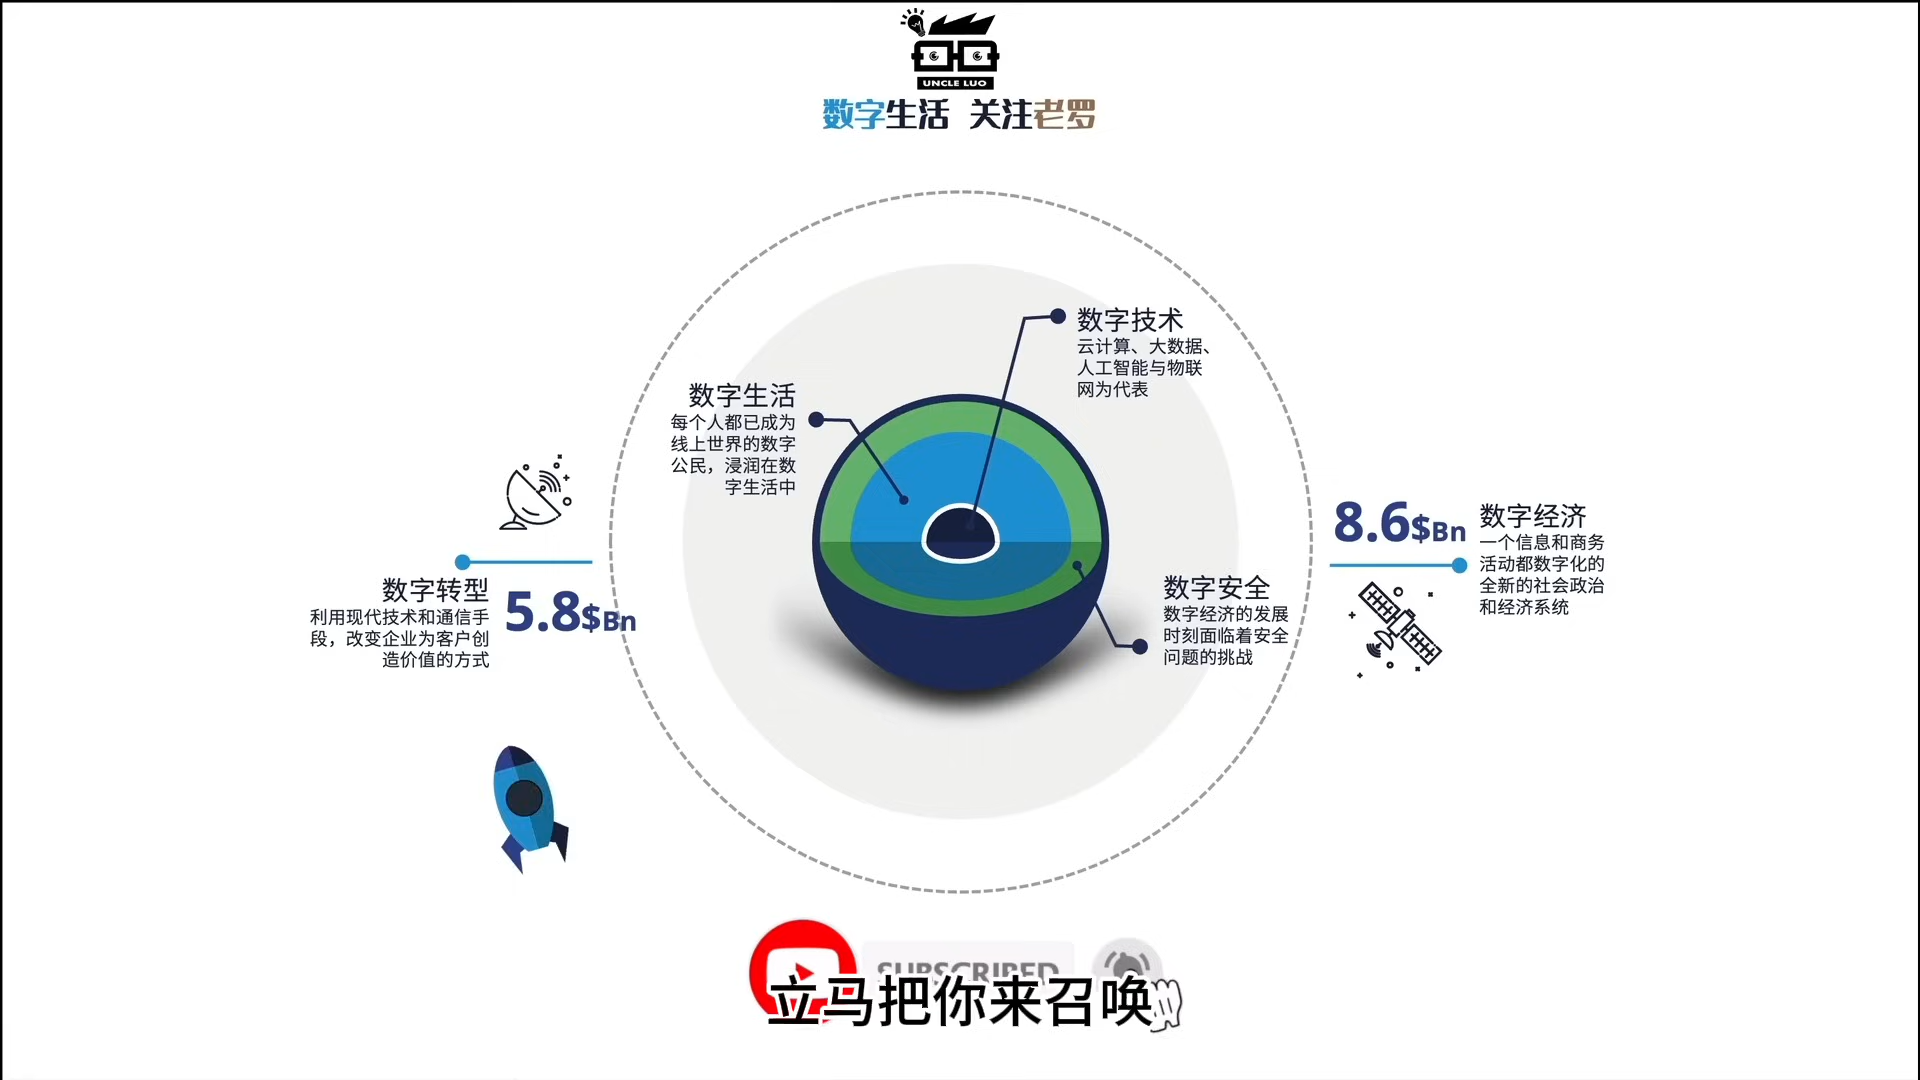 UNCLE LUO
数字生活 关注老罗
数字技术
云计算、大数据、
人工智能与物联
网为代表
数字生活
每个人都已成为
线上世界的数字
公民，浸润在数
字生活中
8.6$Bn
数字经济
一个信息和商务
活动都数字化的
全新的社会政治
和经济系统
数字转型
利用现代技术和通信手
段，改变企业为客户创
造价值的方式
5.8$Bn
数字安全
数字经济的发展
时刻面临着安全
问题的挑战
SUBSCRIBED
立马把你来召唤